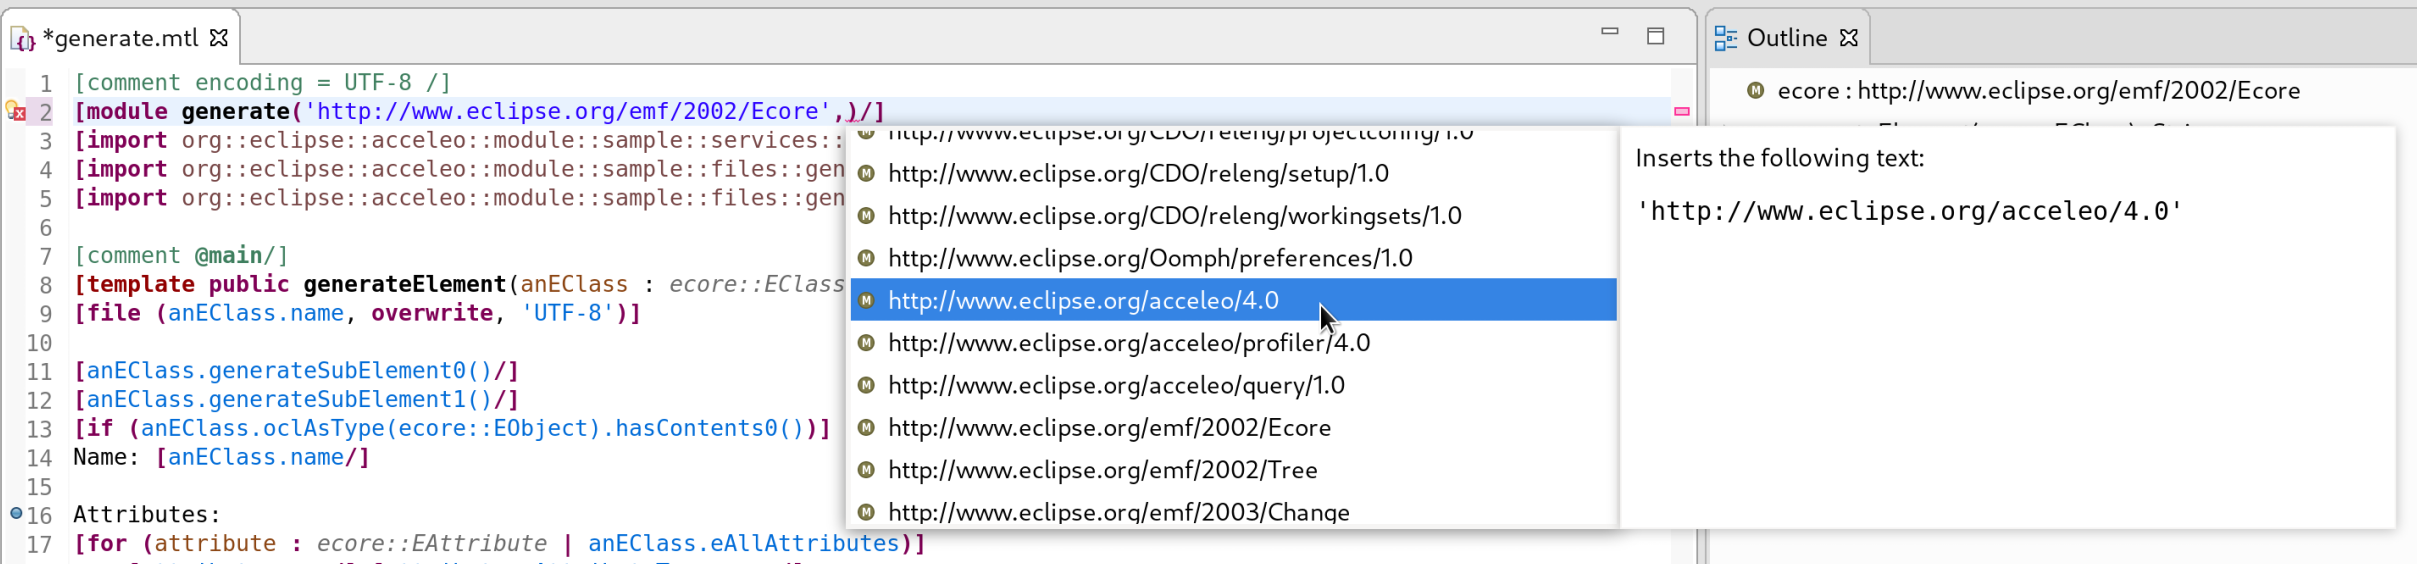 *generate.mtl
1 [comment encoding = UTF-8 /]
2 [module generate('http://www.eclipse.org/emf/2002/Ecore',)/]
3 [import org::eclipse::acceleo::module::sample::services::
4 [import org::eclipse::acceleo::module::sample::files::gen
5 [import org::eclipse::acceleo::module::sample::files::gen
6
7 [comment @main/]
8 [template public generateElement(anEClass : ecore::EClass
9 [file (anEClass.name, overwrite, 'UTF-8')]
10
11 [anEClass.generateSubElement0()/]
12 [anEClass.generateSubElement1()/]
13 [if (anEClass.oclAsType(ecore::EObject).hasContents0())]
14 Name: [anEClass.name/]
15
16 Attributes:
17 [for (attribute : ecore::EAttribute | anEClass.eAllAttributes)]
http://www.eclipse.org/CDO/releng/projectconfig/1.0
http://www.eclipse.org/CDO/releng/setup/1.0
http://www.eclipse.org/CDO/releng/workingsets/1.0
http://www.eclipse.org/Oomph/preferences/1.0
http://www.eclipse.org/acceleo/4.0
http://www.eclipse.org/acceleo/profiler/4.0
http://www.eclipse.org/acceleo/query/1.0
http://www.eclipse.org/emf/2002/Ecore
http://www.eclipse.org/emf/2002/Tree
http://www.eclipse.org/emf/2003/Change
Inserts the following text:
'http://www.eclipse.org/acceleo/4.0'
Outline
ecore : http://www.eclipse.org/emf/2002/Ecore